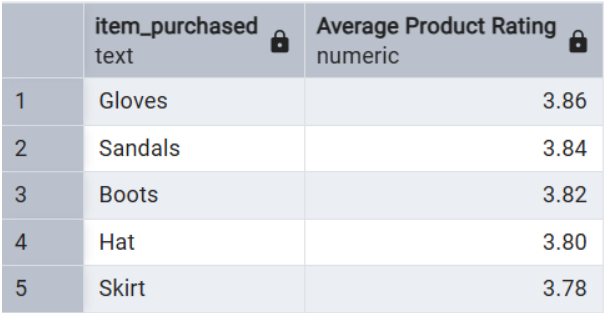 item_purchased Average Product Rating
text numeric
1 Gloves 3.86
2 Sandals 3.84
3 Boots 3.82
4 Hat 3.80
5 Skirt 3.78